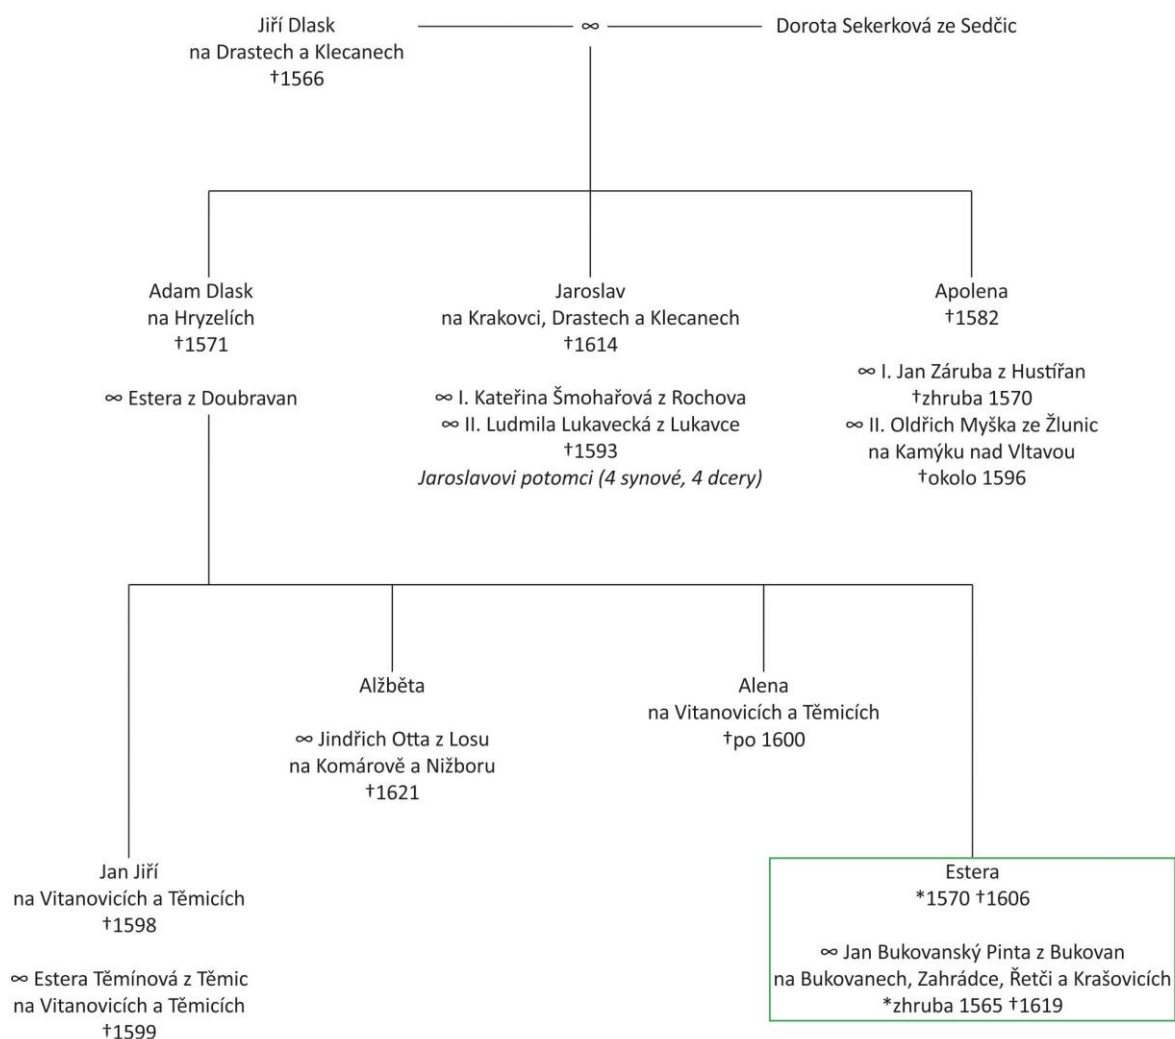 Jiří Dlask
na Drastech a Klecanech
†1566
∞
Dorota Sekerková ze Sedčic
Adam Dlask
na Hryzelích
†1571
∞ Estera z Doubravan
Jaroslav
na Krakovci, Drastech a Klecanech
†1614
∞ I. Kateřina Šmohařová z Rochova
∞ II. Ludmila Lukavecká z Lukavce
†1593
Jaroslavovi potomci (4 synové, 4 dcery)
Apolena
†1582
∞ I. Jan Záruba z Hustířan
†zhruba 1570
∞ II. Oldřich Myška ze Žlunic
na Kamýku nad Vltavou
†okolo 1596
Alžběta
∞ Jindřich Otta z Losu
na Komárově a Nižboru
†1621
Alena
na Vitanovicích a Těmicích
†po 1600
Jan Jiří
na Vitanovicích a Těmicích
†1598
∞ Estera Těmínová z Těmic
na Vitanovicích a Těmicích
†1599
Estera
*1570 †1606
∞ Jan Bukovanský Pinta z Bukovan
na Bukovanech, Zahrádce, Řetči a Krašovicích
*zhruba 1565 †1619